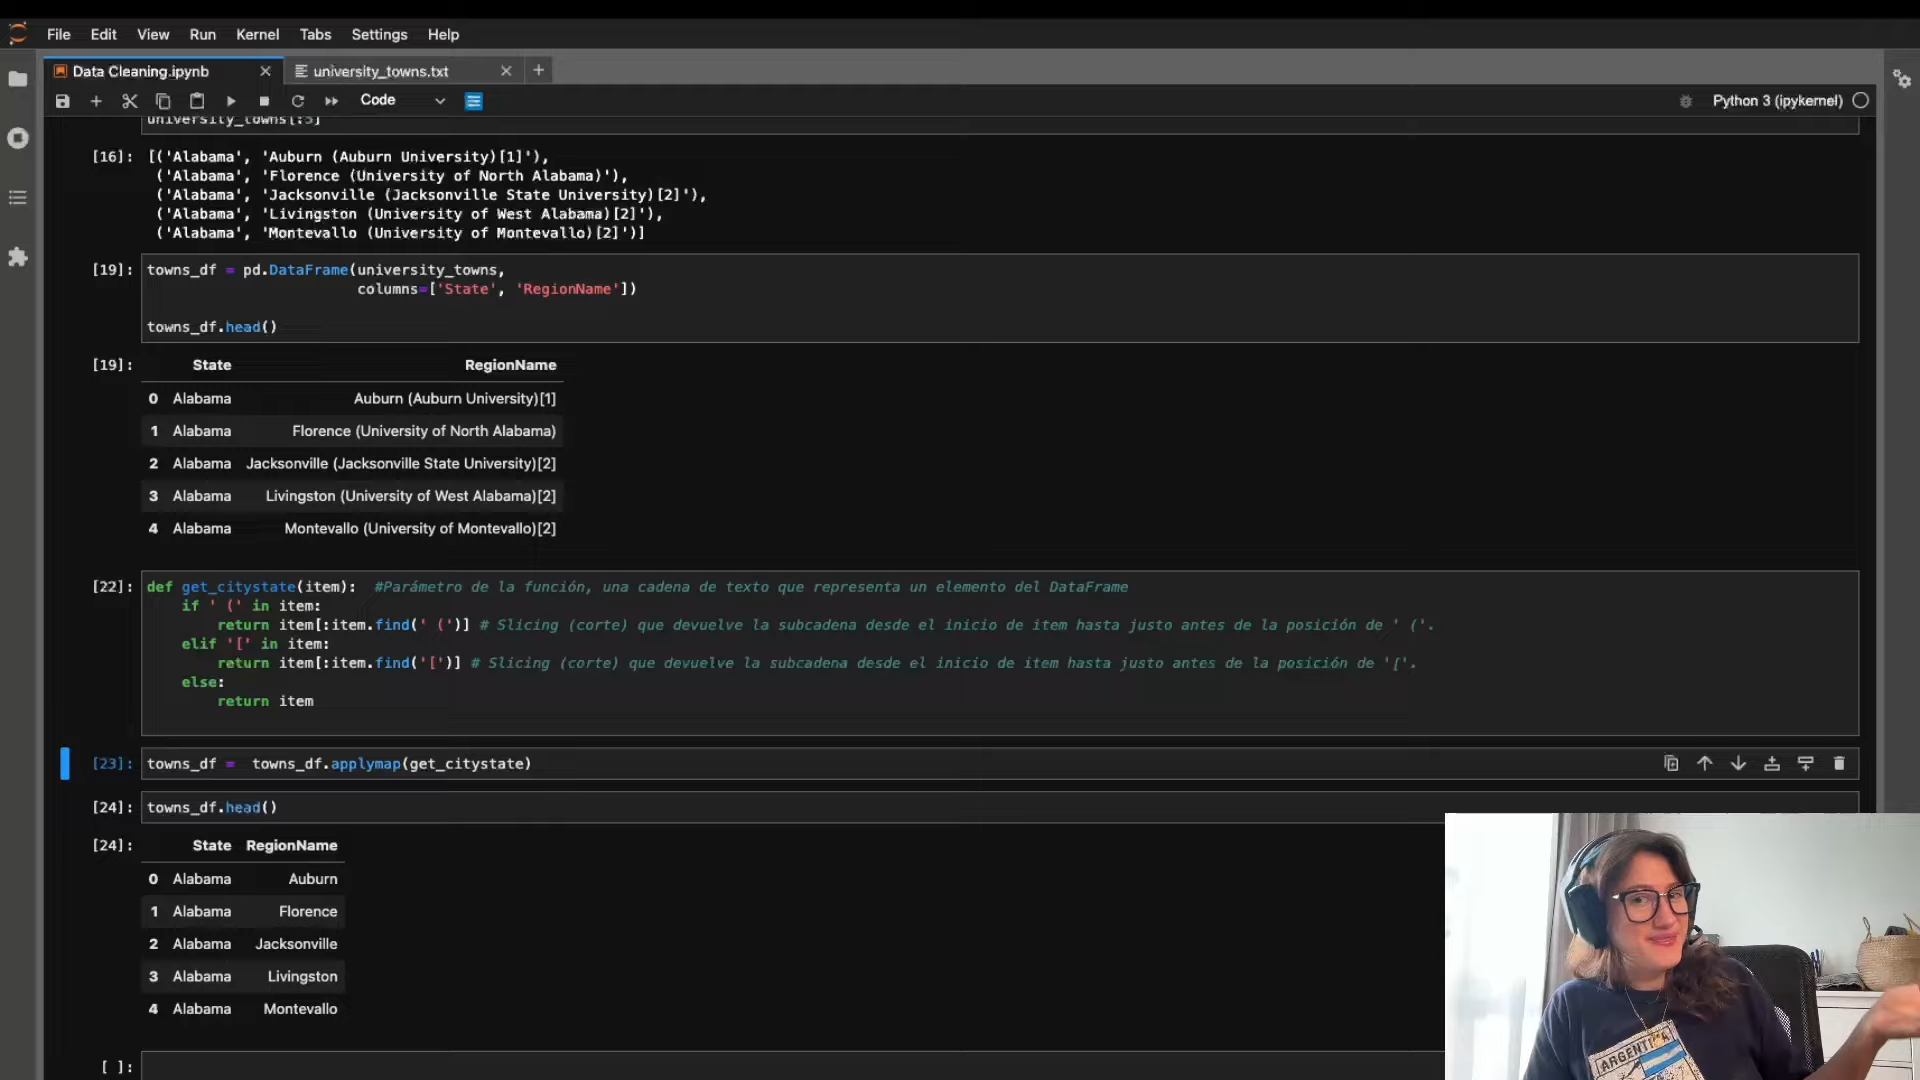 File Edit View Run Kernel Tabs Settings Help
Data Cleaning.ipynb
university_towns.txt
Code
Python 3 (ipykernel)
university_towns[:5]
[16]: [('Alabama', 'Auburn (Auburn University)[1]'),
('Alabama', 'Florence (University of North Alabama)'),
('Alabama', 'Jacksonville (Jacksonville State University)[2]'),
('Alabama', 'Livingston (University of West Alabama)[2]'),
('Alabama', 'Montevallo (University of Montevallo)[2]')]
[19]: towns_df = pd.DataFrame(university_towns,
columns=['State', 'RegionName'])
towns_df.head()
[19]: State RegionName
0 Alabama Auburn (Auburn University)[1]
1 Alabama Florence (University of North Alabama)
2 Alabama Jacksonville (Jacksonville State University)[2]
3 Alabama Livingston (University of West Alabama)[2]
4 Alabama Montevallo (University of Montevallo)[2]
[22]: def get_citystate(item): #Parámetro de la función, una cadena de texto que representa un elemento del DataFrame
if ' (' in item:
return item[:item.find(' (')] # Slicing (corte) que devuelve la subcadena desde el inicio de item hasta justo antes de la posición de ' ('.
elif '[' in item:
return item[:item.find('[')] # Slicing (corte) que devuelve la subcadena desde el inicio de item hasta justo antes de la posición de '['.
else:
return item
[23]: towns_df = towns_df.applymap(get_citystate)
[24]: towns_df.head()
[24]: State RegionName
0 Alabama Auburn
1 Alabama Florence
2 Alabama Jacksonville
3 Alabama Livingston
4 Alabama Montevallo
[ ]:
ARGENTINA